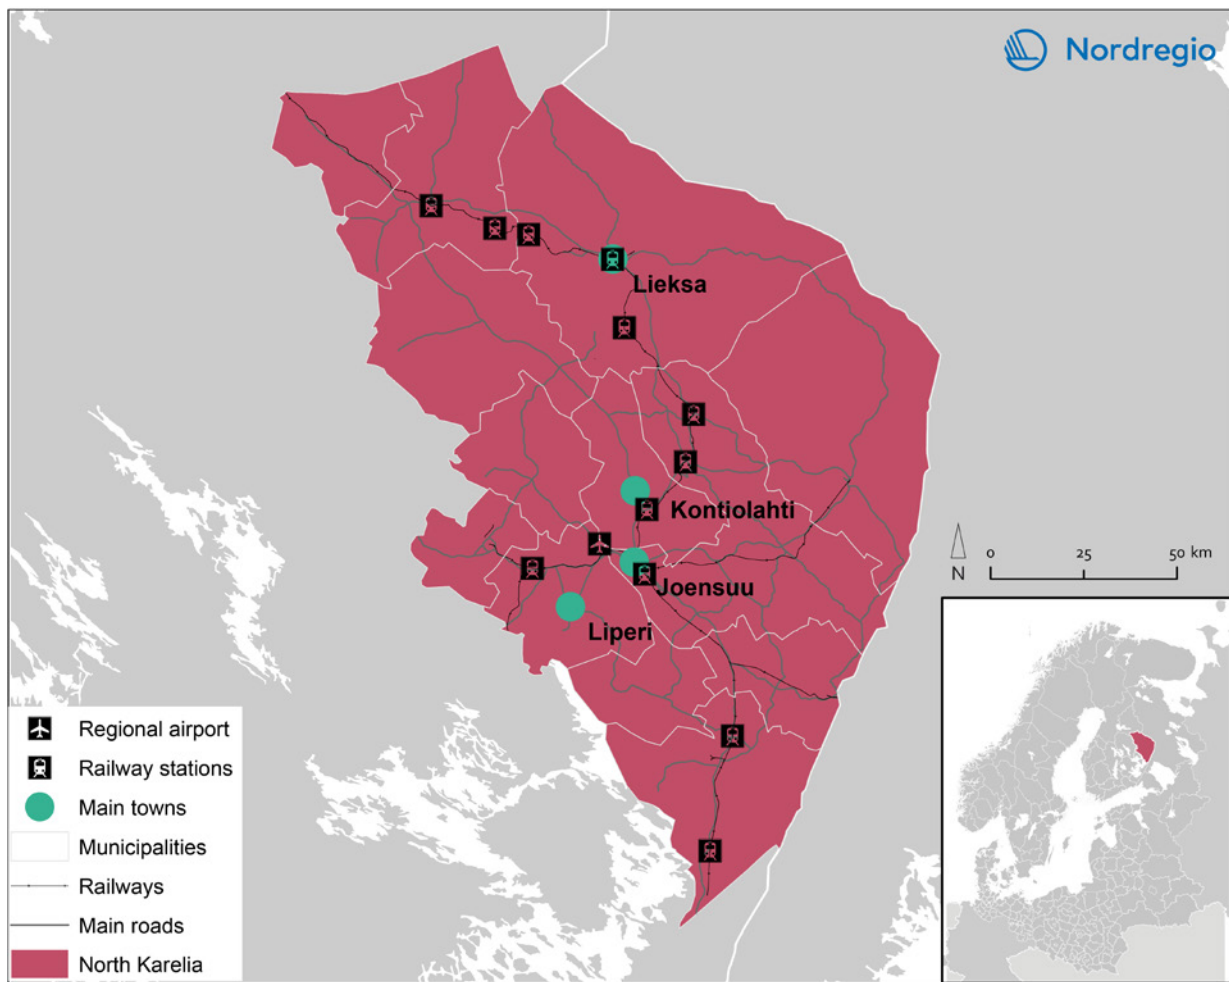 Nordregio
Lieksa
Kontiolahti
Joensuu
Liperi
N
0 25 50 km
Regional airport
Railway stations
Main towns
Municipalities
Railways
Main roads
North Karelia